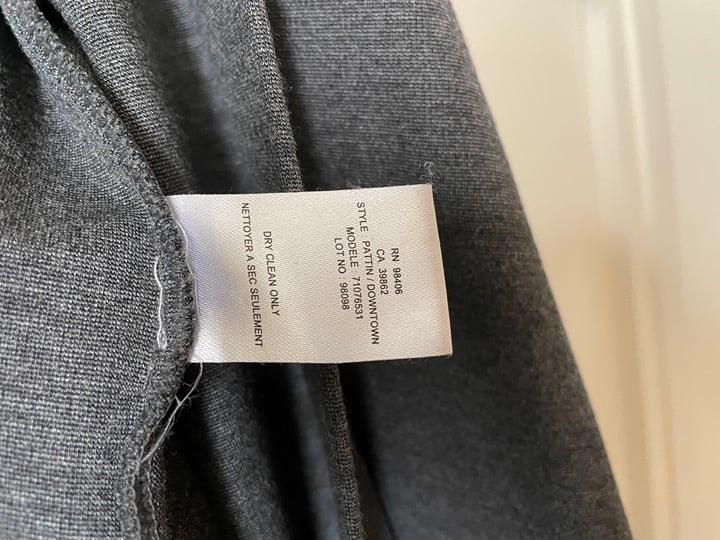 RN 98406
CA 39862
STYLE : PATTIN / DOWNTOWN
MODELE : 71076531
LOT NO : 98098
DRY CLEAN ONLY
NETTOYER A SEC SEULEMENT